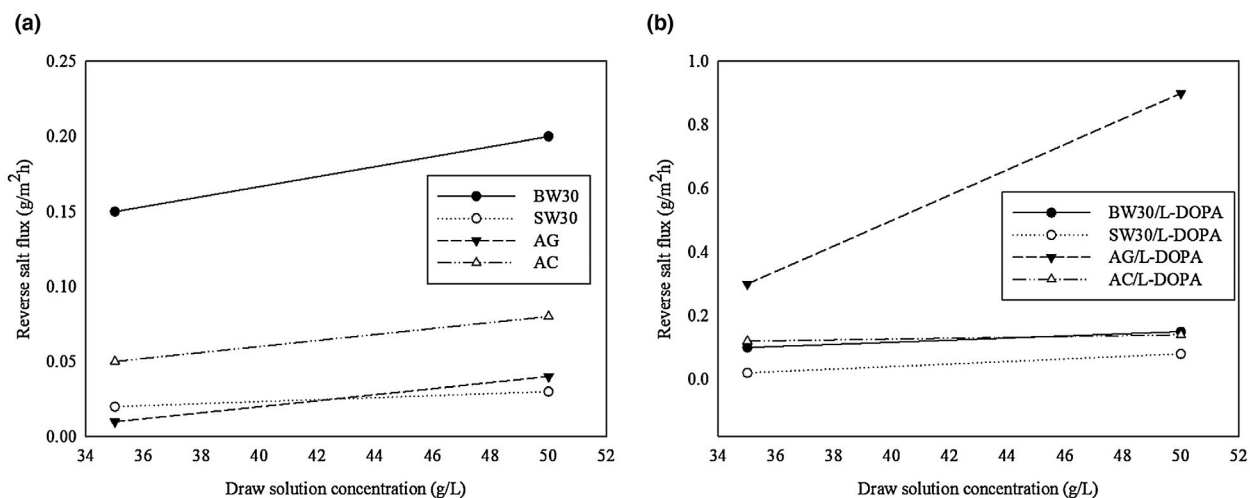 (a)
Reverse salt flux (g/m²h)
0.25
0.20
0.15
0.10
0.05
0.00
BW30
SW30
AG
AC
34 36 38 40 42 44 46 48 50 52
Draw solution concentration (g/L)
(b)
Reverse salt flux (g/m²h)
1.0
0.8
0.6
0.4
0.2
0.0
BW30/L-DOPA
SW30/L-DOPA
AG/L-DOPA
AC/L-DOPA
34 36 38 40 42 44 46 48 50 52
Draw solution concentration (g/L)